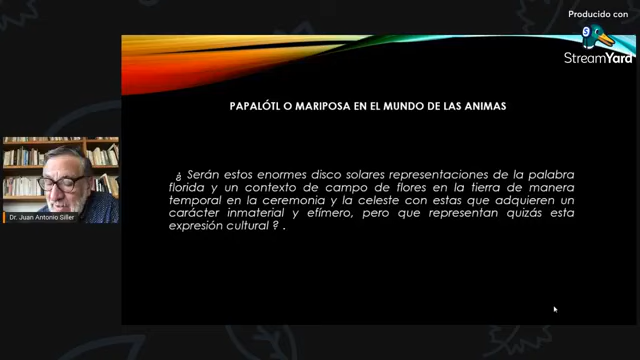 Producido con
StreamYard
PAPALÓTL O MARIPOSA EN EL MUNDO DE LAS ANIMAS
¿ Serán estos enormes disco solares representaciones de la palabra
florida y un contexto de campo de flores en la tierra de manera
temporal en la ceremonia y la celeste con estas que adquieren un
carácter inmaterial y efímero, pero que representan quizás esta
expresión cultural ? .
Dr. Juan Antonio Siller